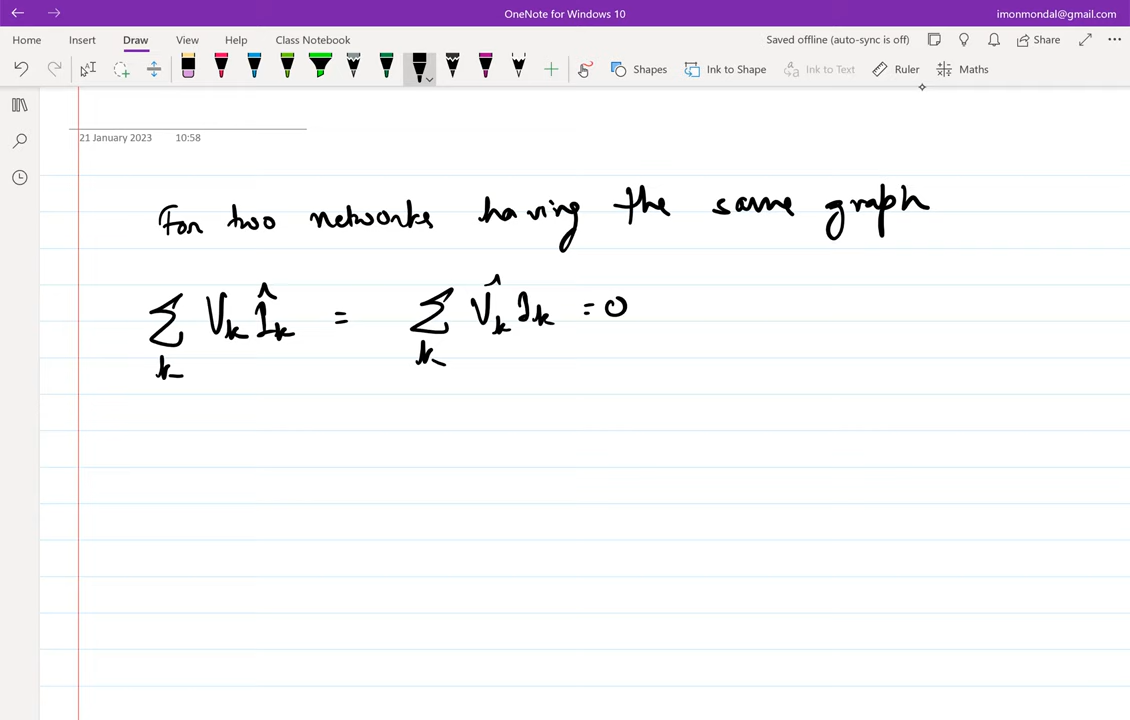 OneNote for Windows 10
imonmondal@gmail.com
Home Insert Draw View Help Class Notebook
Saved offline (auto-sync is off) Share
Shapes Ink to Shape Ink to Text Ruler Maths
21 January 2023 10:58
For two networks having the same graph
∑ₖ Vₖ Îₖ = ∑ₖ V̂ₖ Iₖ = 0